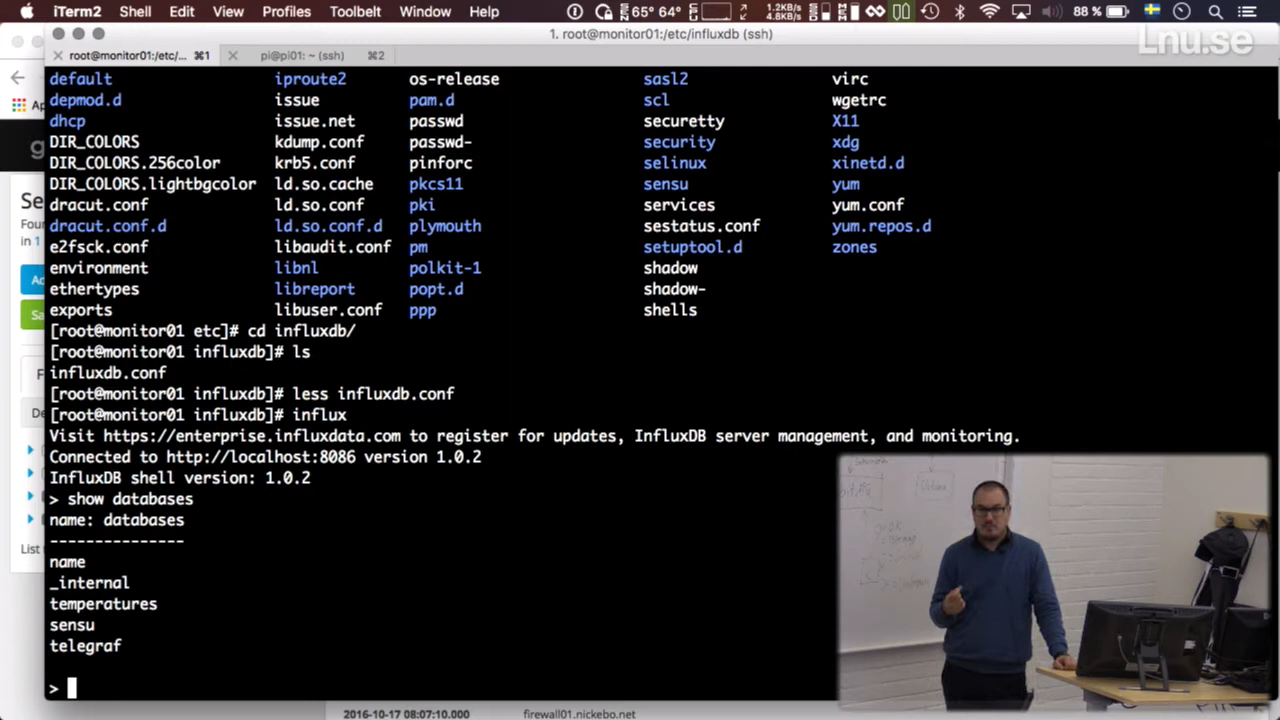 iTerm2 Shell Edit View Profiles Toolbelt Window Help 65° 64° 1.2KB/s 4.8KB/s 88 %
1. root@monitor01:/etc/influxdb (ssh)
Lnu.se
root@monitor01:/etc/... ⌘1 pi@pi01: ~ (ssh) ⌘2
default iproute2 os-release sasl2 virc
depmod.d issue pam.d scl wgetrc
dhcp issue.net passwd securetty X11
DIR_COLORS kdump.conf passwd- security xdg
DIR_COLORS.256color krb5.conf pinforc selinux xinetd.d
DIR_COLORS.lightbgcolor ld.so.cache pkcs11 sensu yum
dracut.conf ld.so.conf pki services yum.conf
dracut.conf.d ld.so.conf.d plymouth sestatus.conf yum.repos.d
e2fsck.conf libaudit.conf pm setuptool.d zones
environment libnl polkit-1 shadow
ethertypes libreport popt.d shadow-
exports libuser.conf ppp shells
[root@monitor01 etc]# cd influxdb/
[root@monitor01 influxdb]# ls
influxdb.conf
[root@monitor01 influxdb]# less influxdb.conf
[root@monitor01 influxdb]# influx
Visit https://enterprise.influxdata.com to register for updates, InfluxDB server management, and monitoring.
Connected to http://localhost:8086 version 1.0.2
InfluxDB shell version: 1.0.2
> show databases
name: databases
---------------
name
_internal
temperatures
sensu
telegraf
>
2016-10-17 08:07:10.000 firewall01.nickebo.net